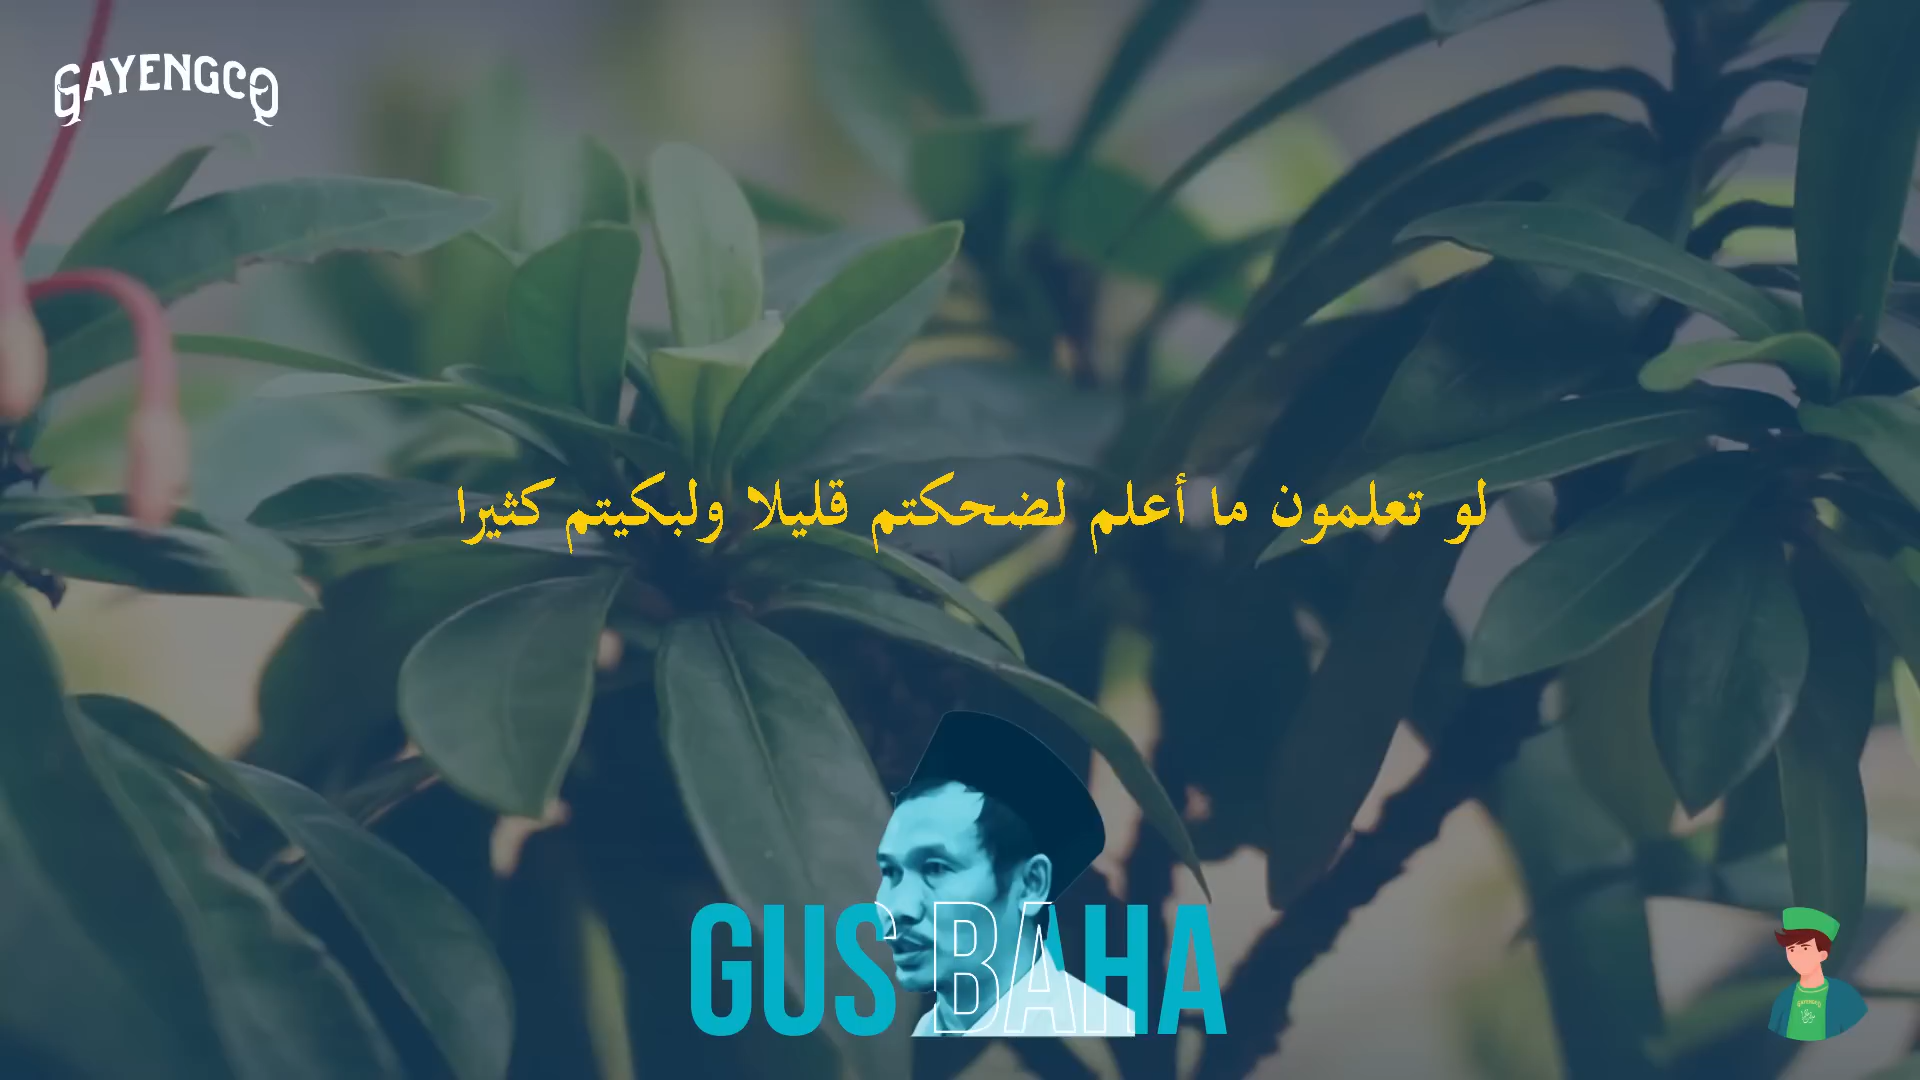 GAYENGCO
لو تعلمون ما أعلم لضحكتم قليلا ولبكيتم كثيرا
GUS BAHA